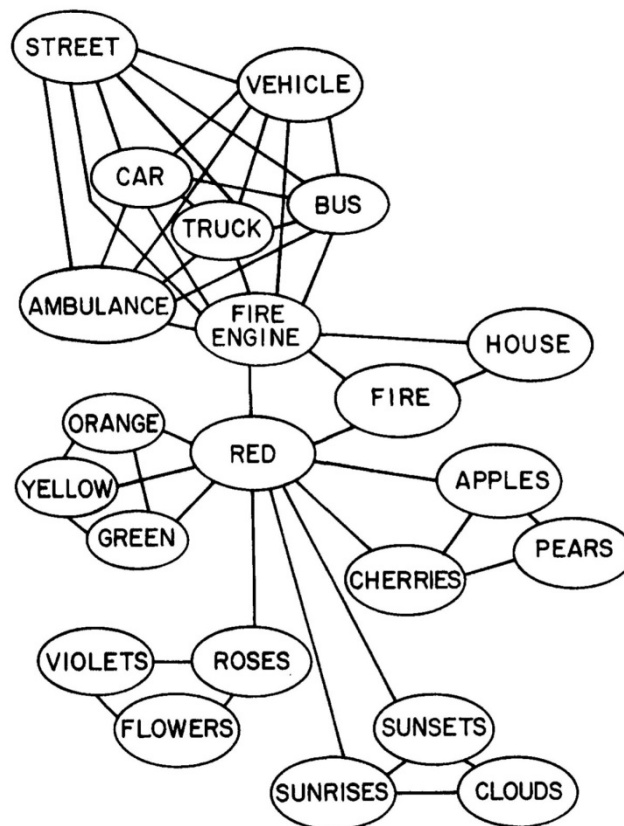 STREET
VEHICLE
CAR
BUS
TRUCK
AMBULANCE
FIRE
ENGINE
HOUSE
FIRE
ORANGE
RED
YELLOW
APPLES
GREEN
PEARS
CHERRIES
VIOLETS
ROSES
FLOWERS
SUNSETS
SUNRISES
CLOUDS